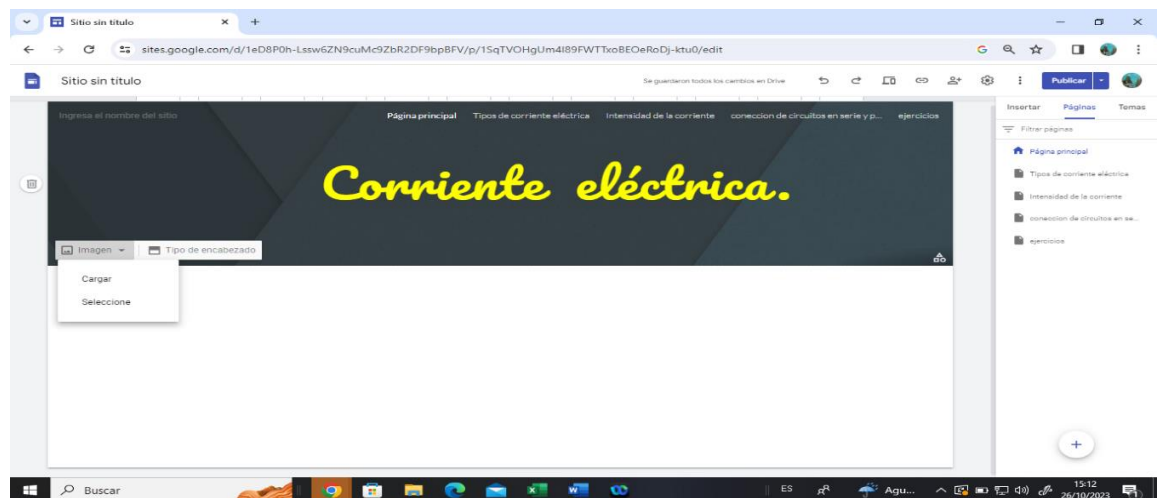 Sitio sin título
sites.google.com/d/1eD8P0h-Lssw6ZN9cuMc9ZbR2DF9bpBFV/p/1SqTVOHgUm4I89FWTTxoBEOeRoDj-ktu0/edit
Sitio sin título
Se guardaron todos los cambios en Drive
Publicar
Insertar Páginas Temas
Ingresa el nombre del sitio
Página principal Tipos de corriente eléctrica Intensidad de la corriente coneccion de circuitos en serie y p... ejercicios
Filtrar páginas
Página principal
Tipos de corriente eléctrica
Intensidad de la corriente
coneccion de circuitos en se...
ejercicios
Corriente eléctrica.
Imagen Tipo de encabezado
Cargar
Seleccione
Buscar
ES
Agu...
15:12
26/10/2023